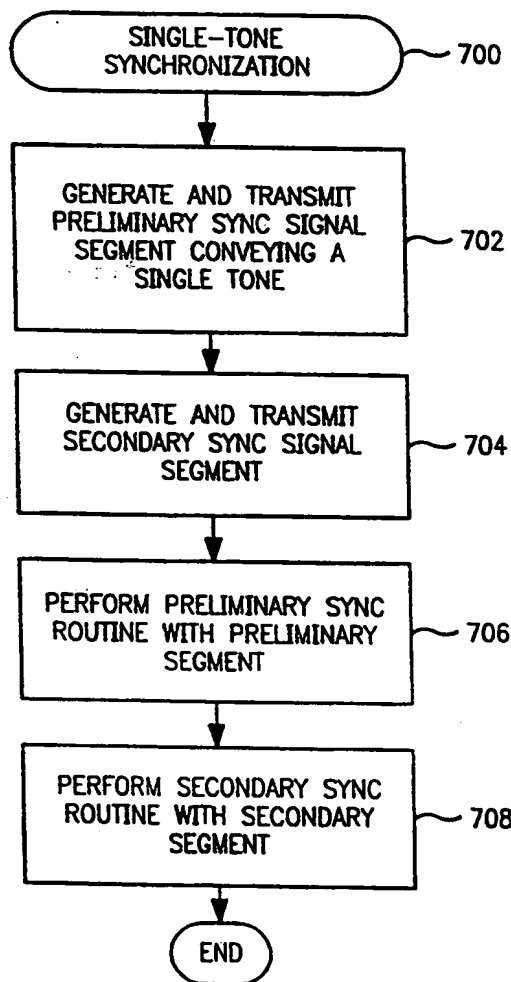 SINGLE-TONE
SYNCHRONIZATION
700
GENERATE AND TRANSMIT
PRELIMINARY SYNC SIGNAL
SEGMENT CONVEYING A
SINGLE TONE
702
GENERATE AND TRANSMIT
SECONDARY SYNC SIGNAL
SEGMENT
704
PERFORM PRELIMINARY SYNC
ROUTINE WITH PRELIMINARY
SEGMENT
706
PERFORM SECONDARY SYNC
ROUTINE WITH SECONDARY
SEGMENT
708
END